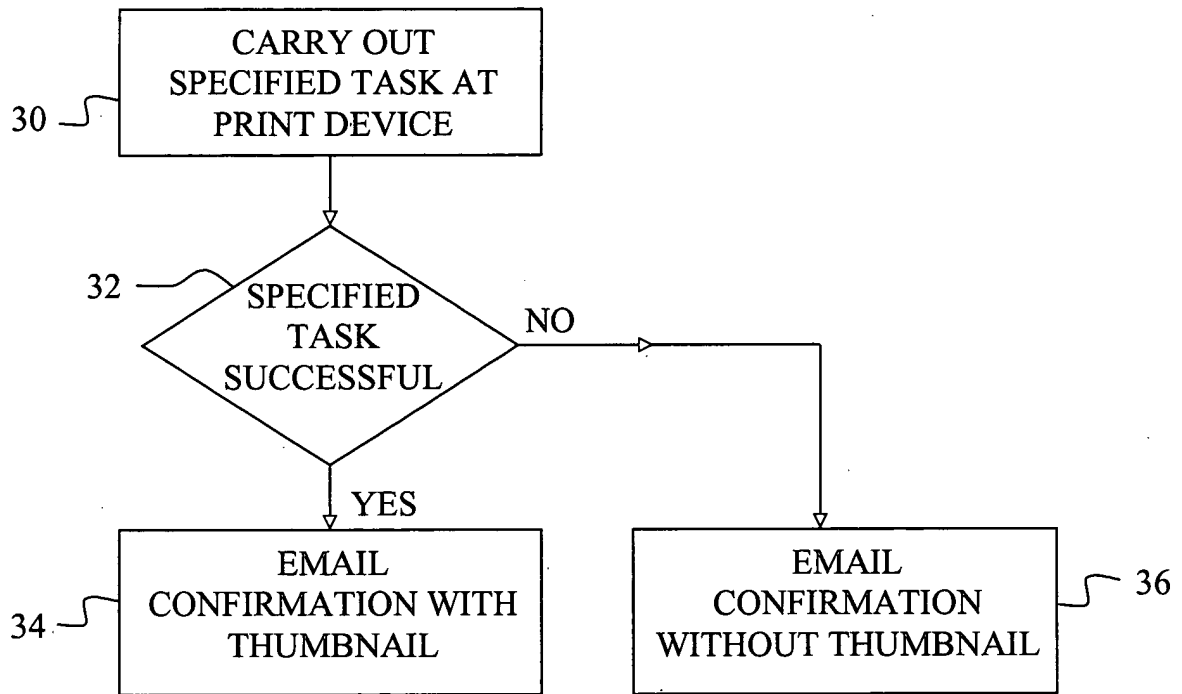 CARRY OUT
SPECIFIED TASK AT
PRINT DEVICE
30
32
SPECIFIED
TASK
SUCCESSFUL
NO
YES
EMAIL
CONFIRMATION WITH
THUMBNAIL
34
EMAIL
CONFIRMATION
WITHOUT THUMBNAIL
36